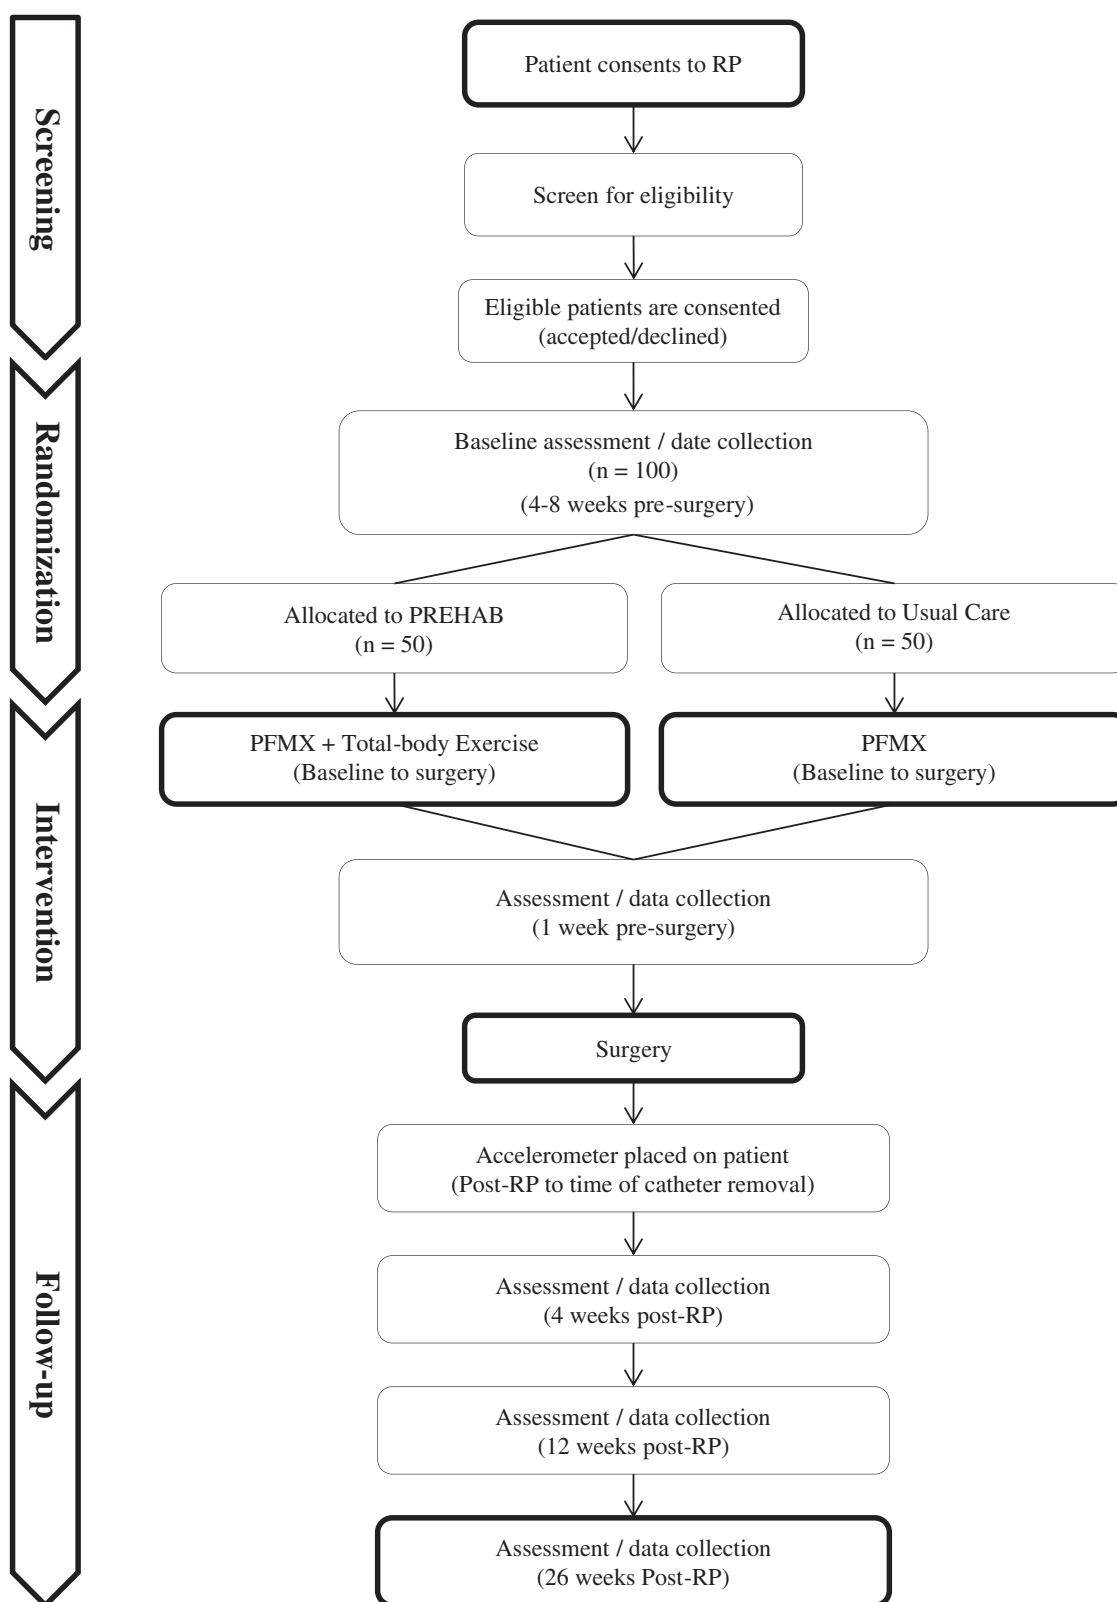 Screening
Patient consents to RP
Screen for eligibility
Eligible patients are consented
(accepted/declined)
Randomization
Baseline assessment / date collection
(n = 100)
(4-8 weeks pre-surgery)
Allocated to PREHAB
(n = 50)
Allocated to Usual Care
(n = 50)
Intervention
PFMX + Total-body Exercise
(Baseline to surgery)
PFMX
(Baseline to surgery)
Assessment / data collection
(1 week pre-surgery)
Surgery
Follow-up
Accelerometer placed on patient
(Post-RP to time of catheter removal)
Assessment / data collection
(4 weeks post-RP)
Assessment / data collection
(12 weeks post-RP)
Assessment / data collection
(26 weeks Post-RP)